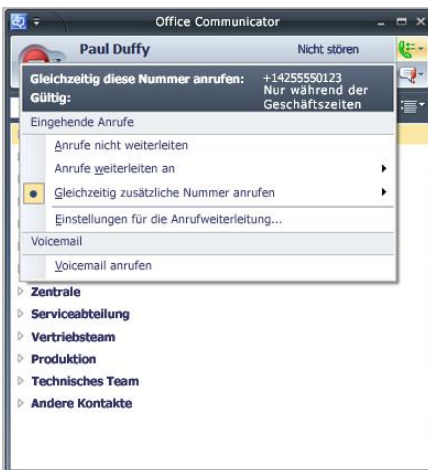 Office Communicator
Paul Duffy Nicht stören
Gleichzeitig diese Nummer anrufen: +14255550123
Gültig: Nur während der
Geschäftszeiten
Eingehende Anrufe
Anrufe nicht weiterleiten
Anrufe weiterleiten an
Gleichzeitig zusätzliche Nummer anrufen
Einstellungen für die Anrufweiterleitung...
Voicemail
Voicemail anrufen
Zentrale
Serviceabteilung
Vertriebsteam
Produktion
Technisches Team
Andere Kontakte